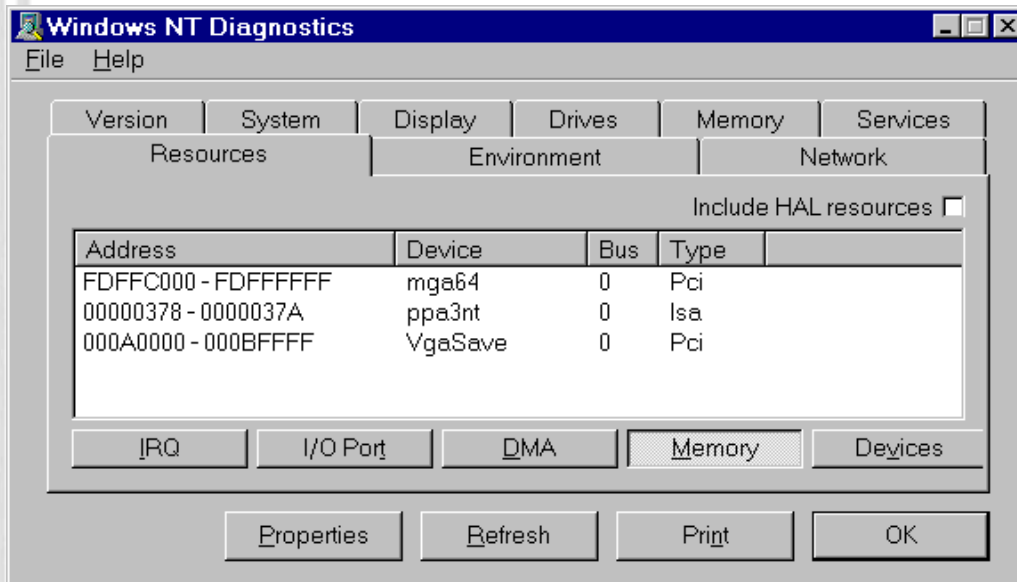 Windows NT Diagnostics
File Help
Version System Display Drives Memory Services
Resources Environment Network
Include HAL resources
Address Device Bus Type
FDFFC000 - FDFFFFFF mga64 0 Pci
00000378 - 0000037A ppa3nt 0 Isa
000A0000 - 000BFFFF VgaSave 0 Pci
IRQ I/O Port DMA Memory Devices
Properties Refresh Print OK